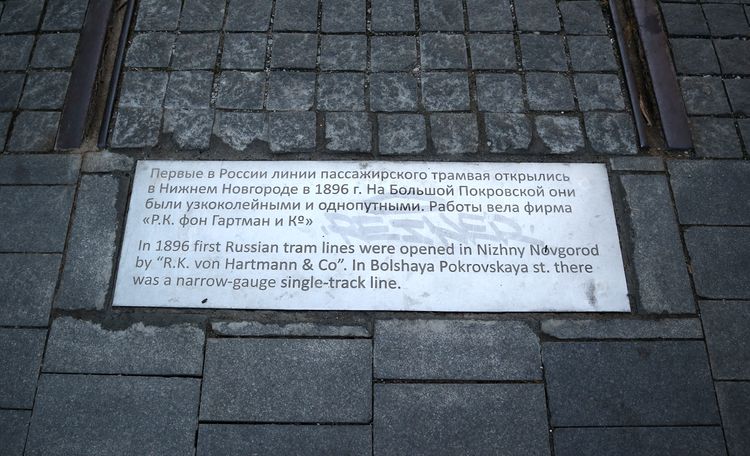 Первые в России линии пассажирского трамвая открылись
в Нижнем Новгороде в 1896 г. На Большой Покровской они
были узкоколейными и однопутными. Работы вела фирма
«Р.К. фон Гартман и Кº»
In 1896 first Russian tram lines were opened in Nizhny Novgorod
by “R.K. von Hartmann & Co”. In Bolshaya Pokrovskaya st. there
was a narrow-gauge single-track line.